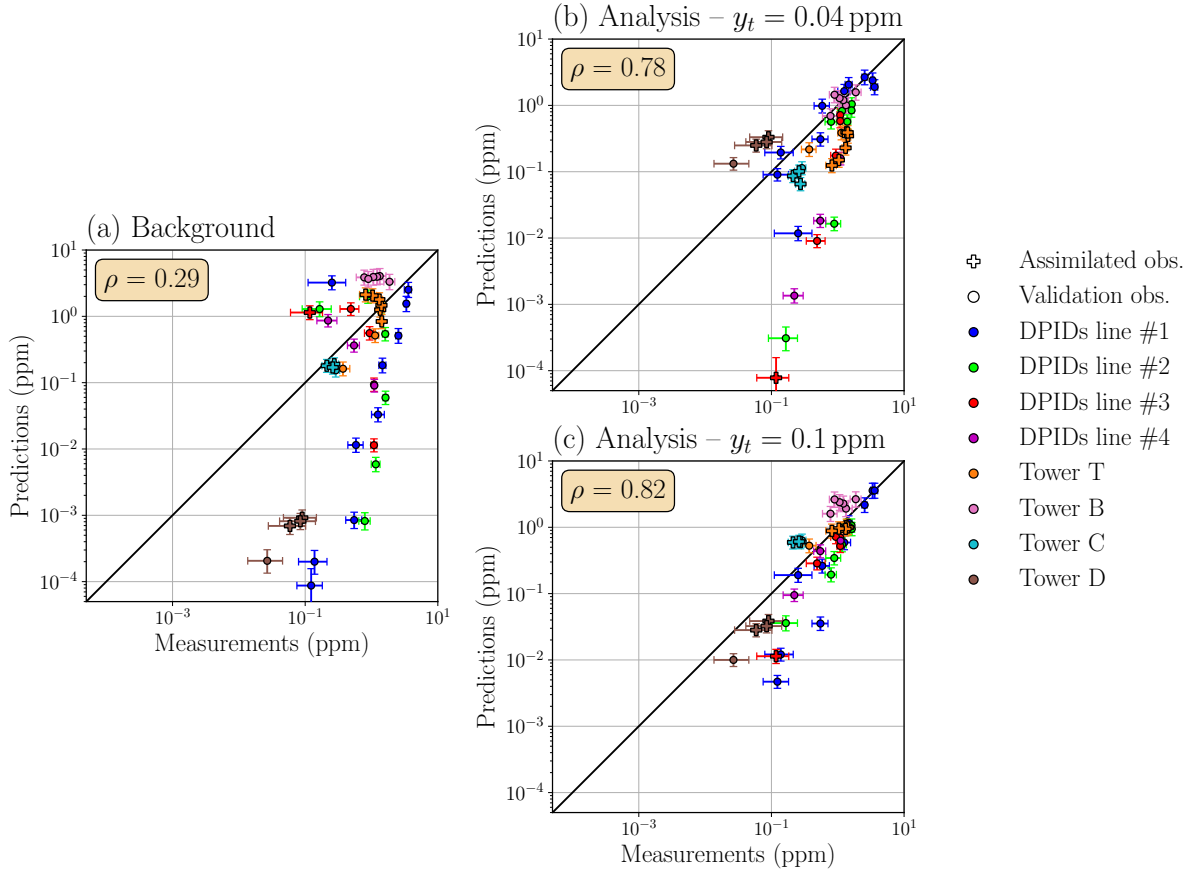 (b) Analysis – y_t = 0.04 ppm
ρ = 0.78
10^1
10^0
10^−1
10^−2
10^−3
10^−4
Predictions (ppm)
10^−3
10^−1
10^1
(a) Background
ρ = 0.29
10^1
10^0
10^−1
10^−2
10^−3
10^−4
Predictions (ppm)
10^−3
10^−1
10^1
Measurements (ppm)
(c) Analysis – y_t = 0.1 ppm
ρ = 0.82
10^1
10^0
10^−1
10^−2
10^−3
10^−4
Predictions (ppm)
10^−3
10^−1
10^1
Measurements (ppm)
Assimilated obs.
Validation obs.
DPIDs line #1
DPIDs line #2
DPIDs line #3
DPIDs line #4
Tower T
Tower B
Tower C
Tower D